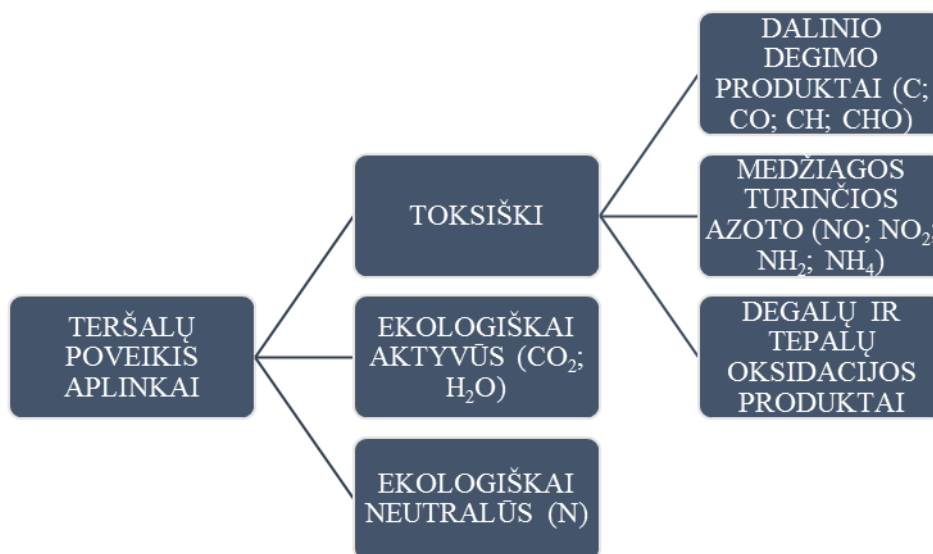 TERŠALŲ
POVEIKIS
APLINKAI
TOKSIŠKI
EKOLOGIŠKAI
AKTYVŪS (CO₂;
H₂O)
EKOLOGIŠKAI
NEUTRALŪS (N)
DALINIO
DEGIMO
PRODUKTAI (C;
CO; CH; CHO)
MEDŽIAGOS
TURINČIOS
AZOTO (NO; NO₂;
NH₂; NH₄)
DEGALŲ IR
TEPALŲ
OKSIDACIJOS
PRODUKTAI